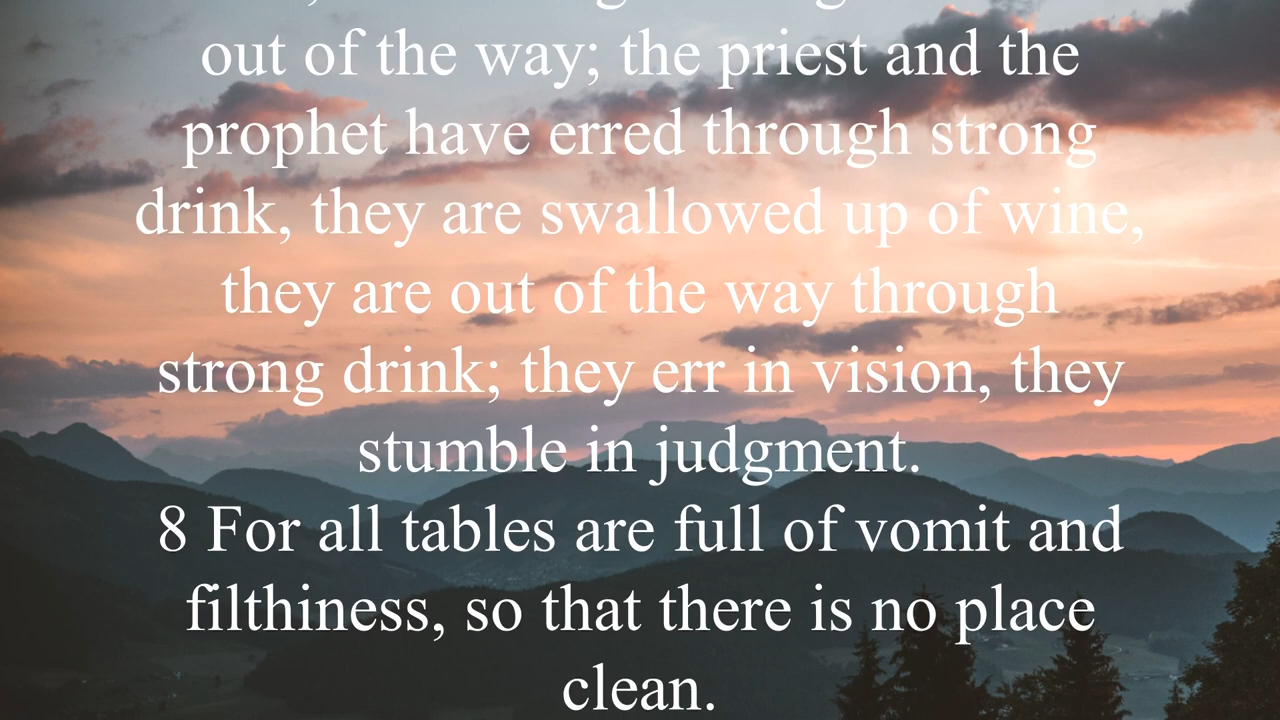 out of the way; the priest and the
prophet have erred through strong
drink, they are swallowed up of wine,
they are out of the way through
strong drink; they err in vision, they
stumble in judgment.
8 For all tables are full of vomit and
filthiness, so that there is no place
clean.